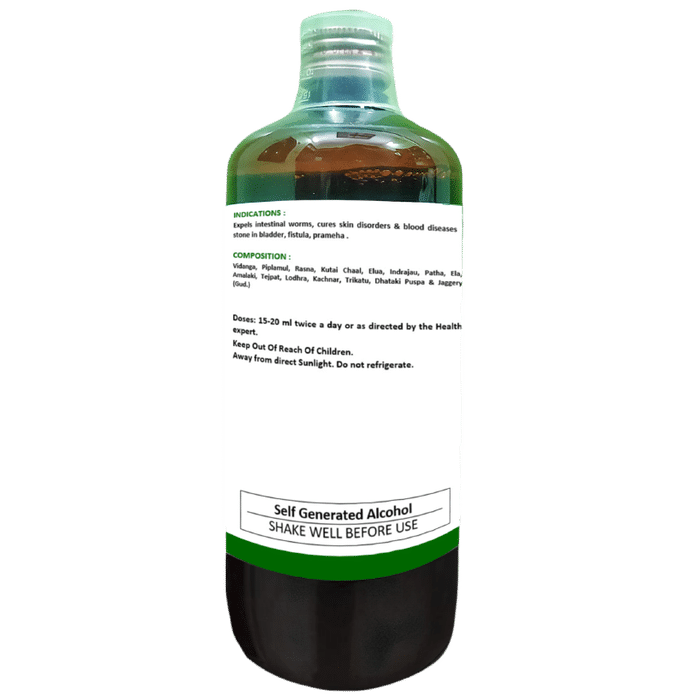 INDICATIONS :
Expels intestinal worms, cures skin disorders & blood diseases
stone in bladder, fistula, prameha .
COMPOSITION :
Vidanga, Piplamul, Rasna, Kutai Chaal, Elua, Indrajau, Patha, Ela,
Amalaki, Tejpat, Lodhra, Kachnar, Trikatu, Dhataki Puspa & Jaggery
(Gud.)
Doses: 15-20 ml twice a day or as directed by the Health
expert.
Keep Out Of Reach Of Children.
Away from direct Sunlight. Do not refrigerate.
Self Generated Alcohol
SHAKE WELL BEFORE USE